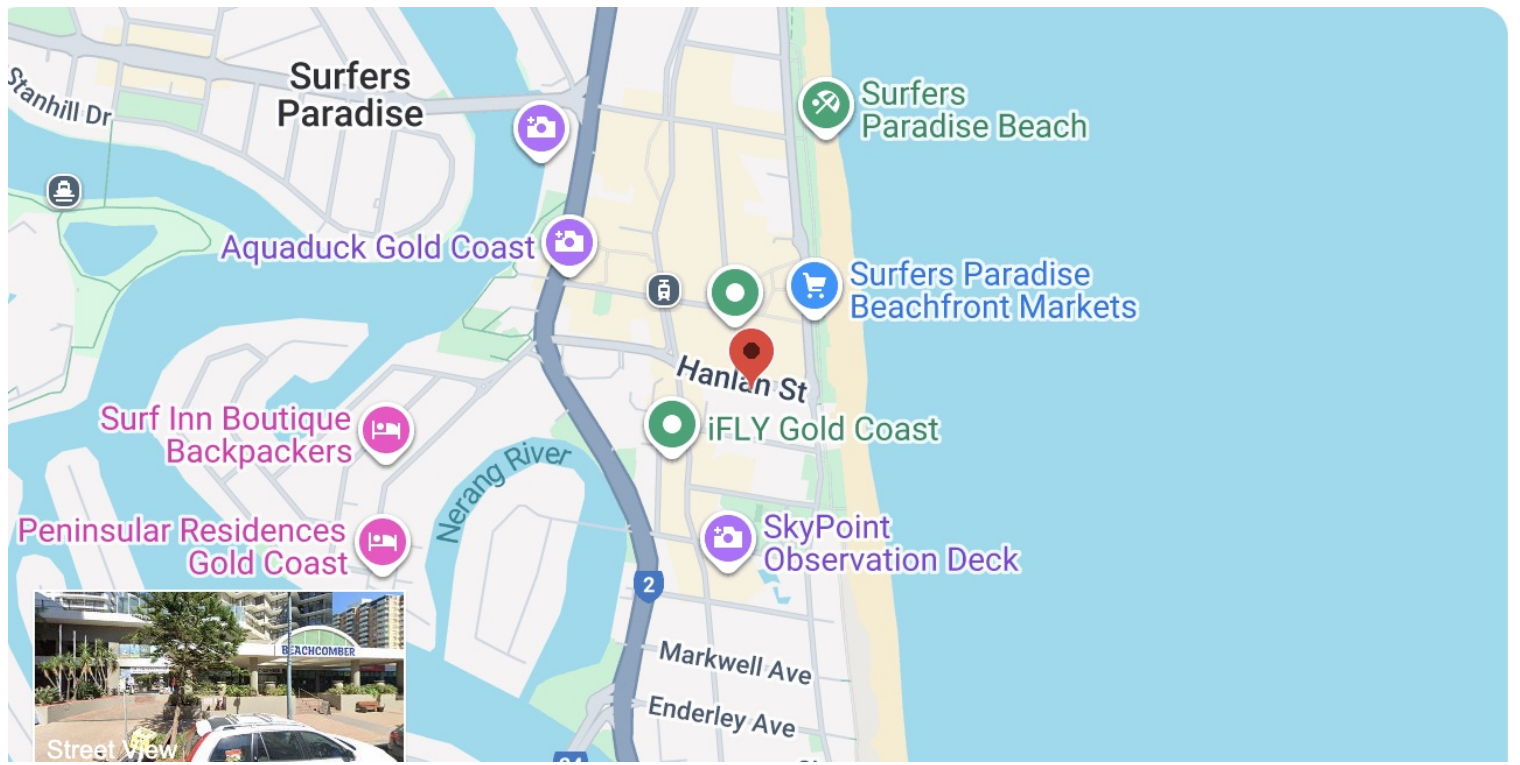 Surfers
Paradise
Stanhill Dr
Surfers
Paradise Beach
Aquaduck Gold Coast
Surfers Paradise
Beachfront Markets
Hanlan St
Surf Inn Boutique
Backpackers
iFLY Gold Coast
Nerang River
Peninsular Residences
Gold Coast
SkyPoint
Observation Deck
2
BEACHCOMBER
Markwell Ave
Enderley Ave
Street View